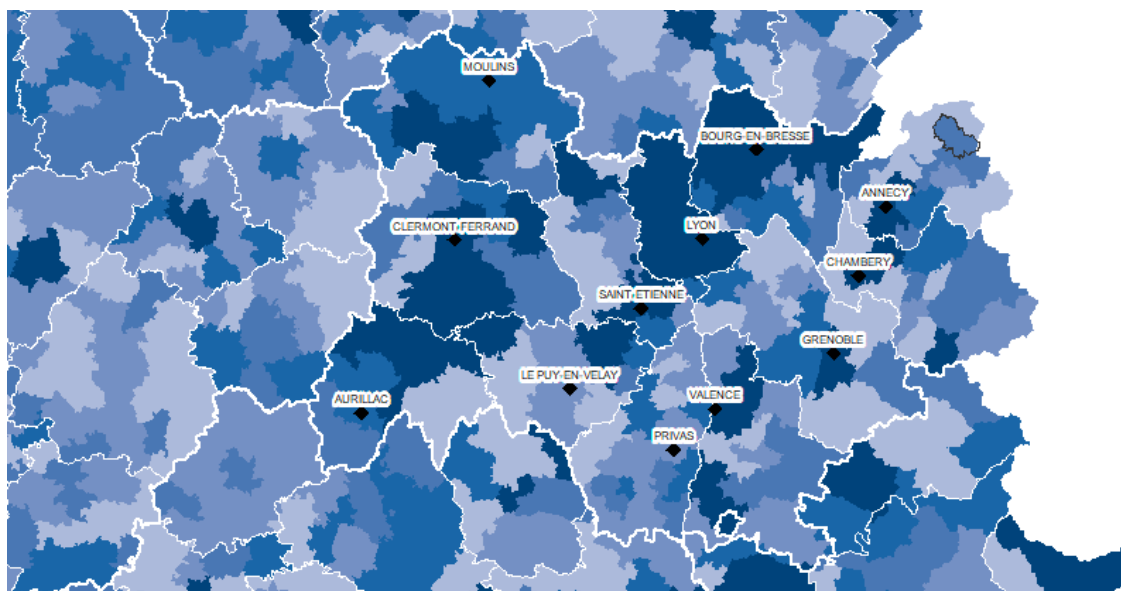 MOULINS
BOURG-EN-BRESSE
ANNECY
CLERMONT-FERRAND
LYON
CHAMBERY
SAINT-ETIENNE
GRENOBLE
LE PUY-EN-VELAY
AURILLAC
VALENCE
PRIVAS